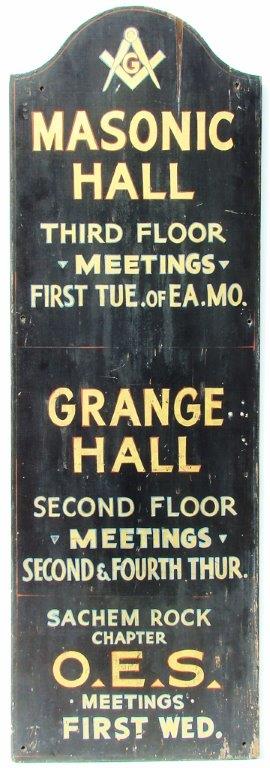 G
MASONIC
HALL
THIRD FLOOR
MEETINGS
FIRST TUE. OF EA. MO.
GRANGE
HALL
SECOND FLOOR
MEETINGS
SECOND & FOURTH THUR.
SACHEM ROCK
CHAPTER
O.E.S.
· MEETINGS ·
FIRST WED.